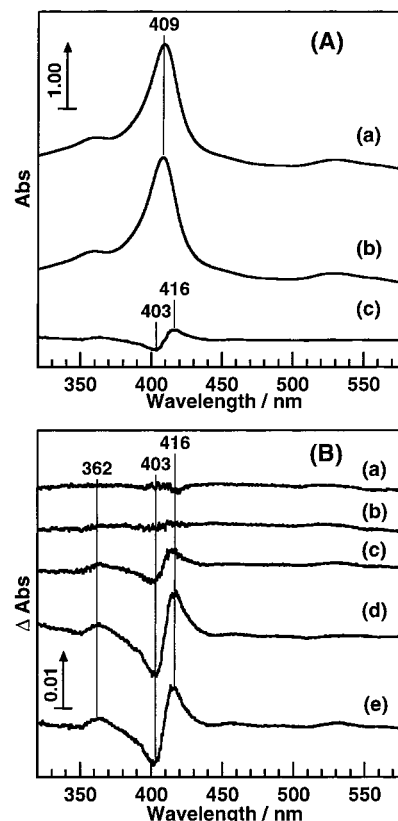 (A)
409
1.00
(a)
Abs
(b)
416
403
(c)
350 400 450 500 550
Wavelength / nm
(B)
416
403
362
(a)
(b)
(c)
Δ Abs
(d)
0.01
(e)
350 400 450 500 550
Wavelength / nm